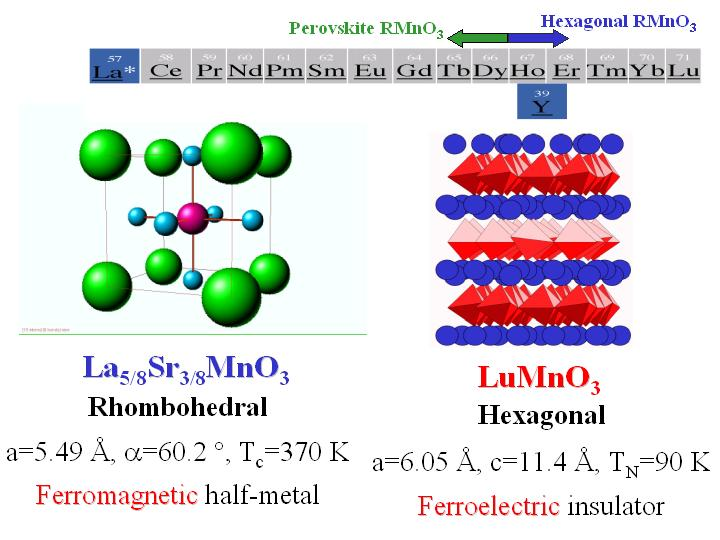 Perovskite RMnO3
Hexagonal RMnO3
57 58 59 60 61 62 63 64 65 66 67 68 69 70 71
La* Ce Pr Nd Pm Sm Eu Gd Tb Dy Ho Er Tm Yb Lu
39
Y
La5/8Sr3/8MnO3
Rhombohedral
a=5.49 Å, α=60.2 °, Tc=370 K
Ferromagnetic half-metal
LuMnO3
Hexagonal
a=6.05 Å, c=11.4 Å, TN=90 K
Ferroelectric insulator